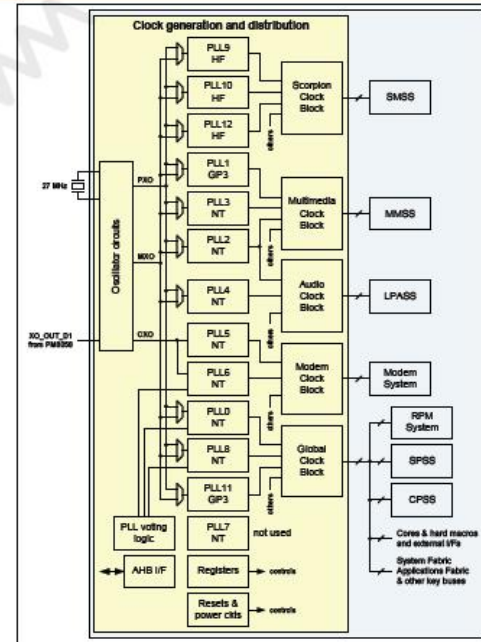 Clock generation and distribution
PLL9
HF
PLL10
HF
PLL12
HF
Scorpion
Clock
Block
others
SMSS
27 MHz
Oscillator circuits
PXO
MXO
CXO
XO_OUT_D1
from PM8058
PLL1
GP3
PLL3
NT
PLL2
NT
Multimedia
Clock
Block
others
MMSS
PLL4
NT
Audio
Clock
Block
others
LPASS
PLL5
NT
PLL6
NT
Modem
Clock
Block
others
Modem
System
PLL0
NT
PLL8
NT
PLL11
GP3
Global
Clock
Block
others
RPM
System
SPSS
CPSS
Cores & hard macros
and external I/Fs
System Fabric
Applications Fabric
& other key buses
PLL voting
logic
PLL7
NT
not used
AHB I/F
Registers
controls
Resets &
power ckts
controls